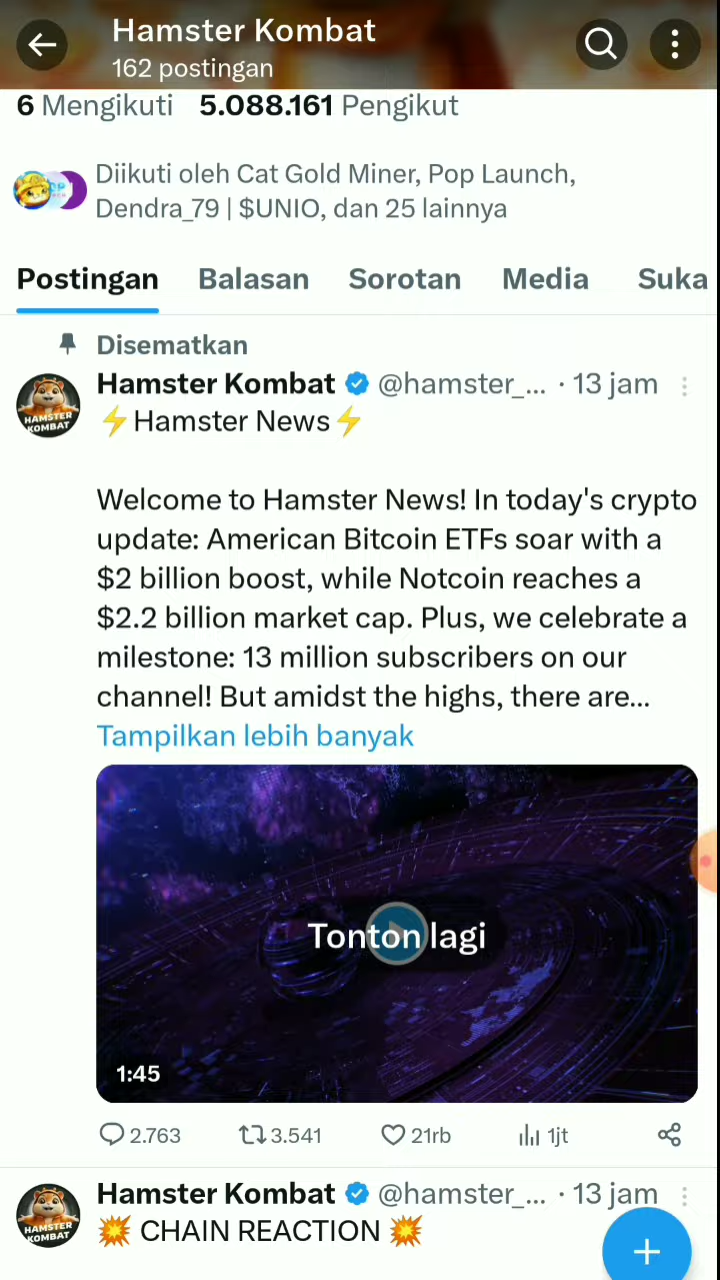 Hamster Kombat
162 postingan
6 Mengikuti 5.088.161 Pengikut
Diikuti oleh Cat Gold Miner, Pop Launch,
Dendra_79 | $UNIO, dan 25 lainnya
Postingan Balasan Sorotan Media Suka
Disematkan
Hamster Kombat @hamster_... · 13 jam
⚡Hamster News⚡
Welcome to Hamster News! In today's crypto
update: American Bitcoin ETFs soar with a
$2 billion boost, while Notcoin reaches a
$2.2 billion market cap. Plus, we celebrate a
milestone: 13 million subscribers on our
channel! But amidst the highs, there are...
Tampilkan lebih banyak
HAMSTER
KOMBAT
Tonton lagi
1:45
2.763 3.541 21rb 1jt
Hamster Kombat @hamster_... · 13 jam
💥 CHAIN REACTION 💥
HAMSTER
KOMBAT